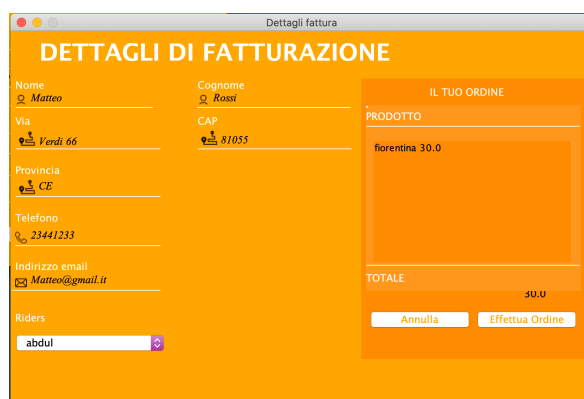 Dettagli fattura
DETTAGLI DI FATTURAZIONE
Nome
Matteo
Cognome
Rossi
Via
Verdi 66
CAP
81055
Provincia
CE
Telefono
23441233
Indirizzo email
Matteo@gmail.it
Riders
abdul
IL TUO ORDINE
PRODOTTO
fiorentina 30.0
TOTALE
30.0
Annulla
Effettua Ordine